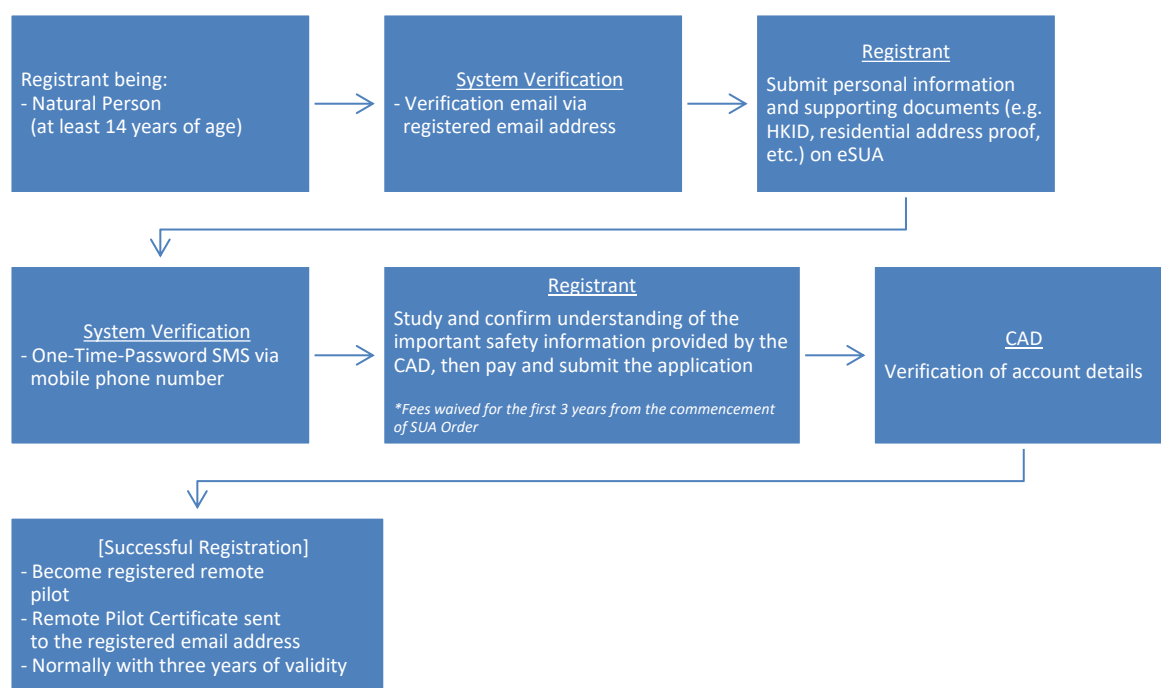 Registrant being:
- Natural Person
(at least 14 years of age)
System Verification
- Verification email via
registered email address
Registrant
Submit personal information
and supporting documents (e.g.
HKID, residential address proof,
etc.) on eSUA
System Verification
- One-Time-Password SMS via
mobile phone number
Registrant
Study and confirm understanding of the
important safety information provided by the
CAD, then pay and submit the application
*Fees waived for the first 3 years from the commencement
of SUA Order
CAD
Verification of account details
[Successful Registration]
- Become registered remote
pilot
- Remote Pilot Certificate sent
to the registered email address
- Normally with three years of validity